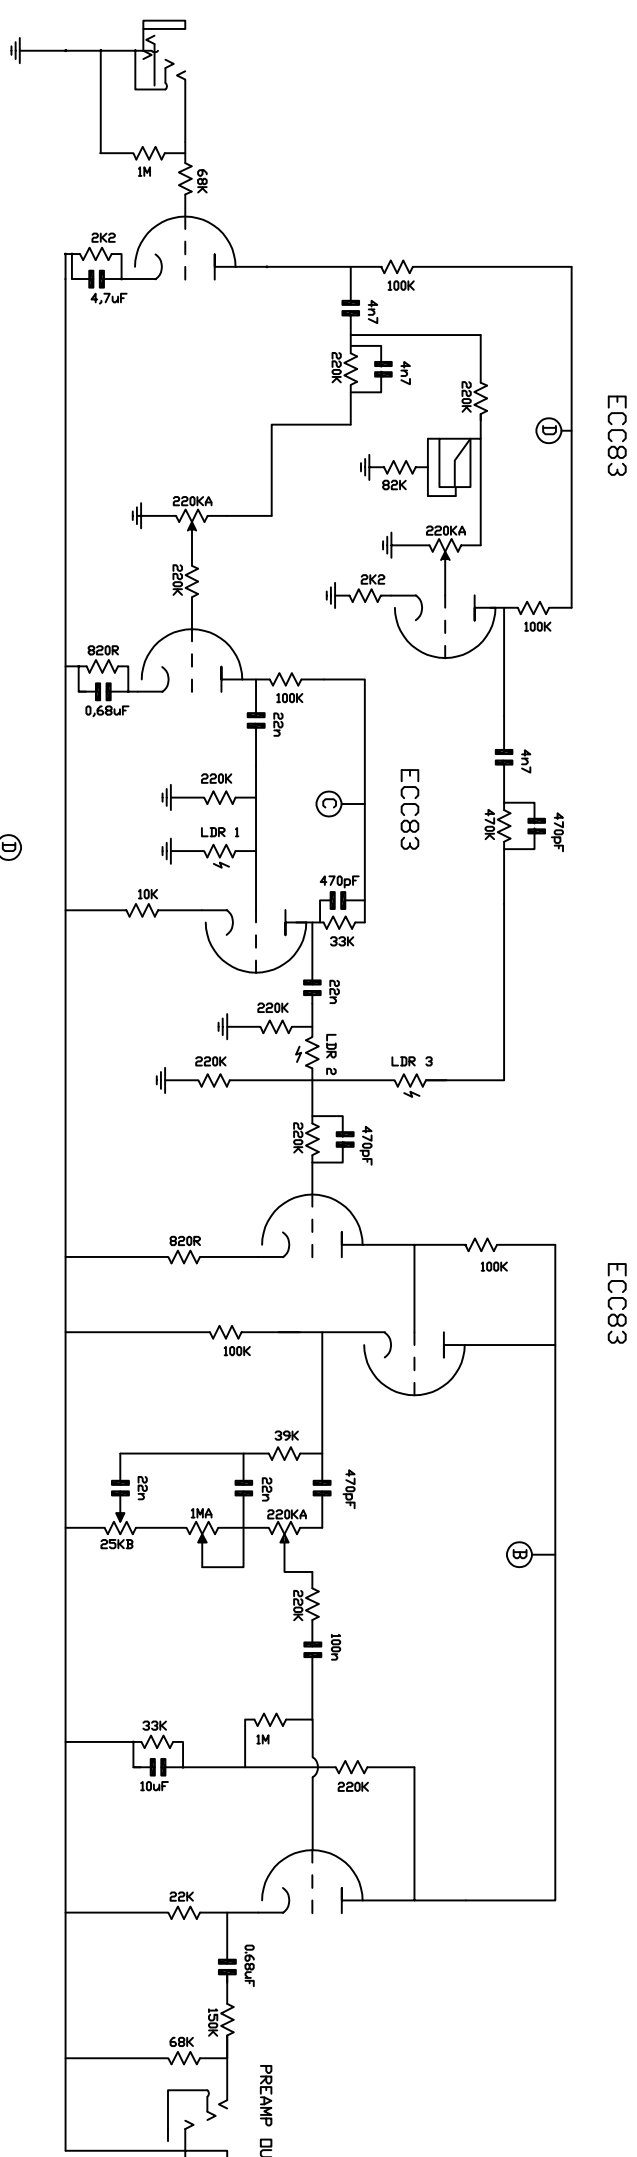 1M
68K
2K2
4,7uF
100K
4n7
220K
4n7
220K
82K
ECC83
D
220KA
220KA
220K
2K2
100K
820R
0,68uF
100K
22n
220K
LDR 1
C
ECC83
4n7
470K
470pF
D
10K
470pF
33K
22n
220K
LDR 2
220K
LDR 3
220K
470pF
820R
100K
ECC83
100K
39K
22n
22n
470pF
1MA
220KA
25KB
B
220K
100n
33K
10uF
1M
220K
22K
0.68uF
150K
68K
PREAMP